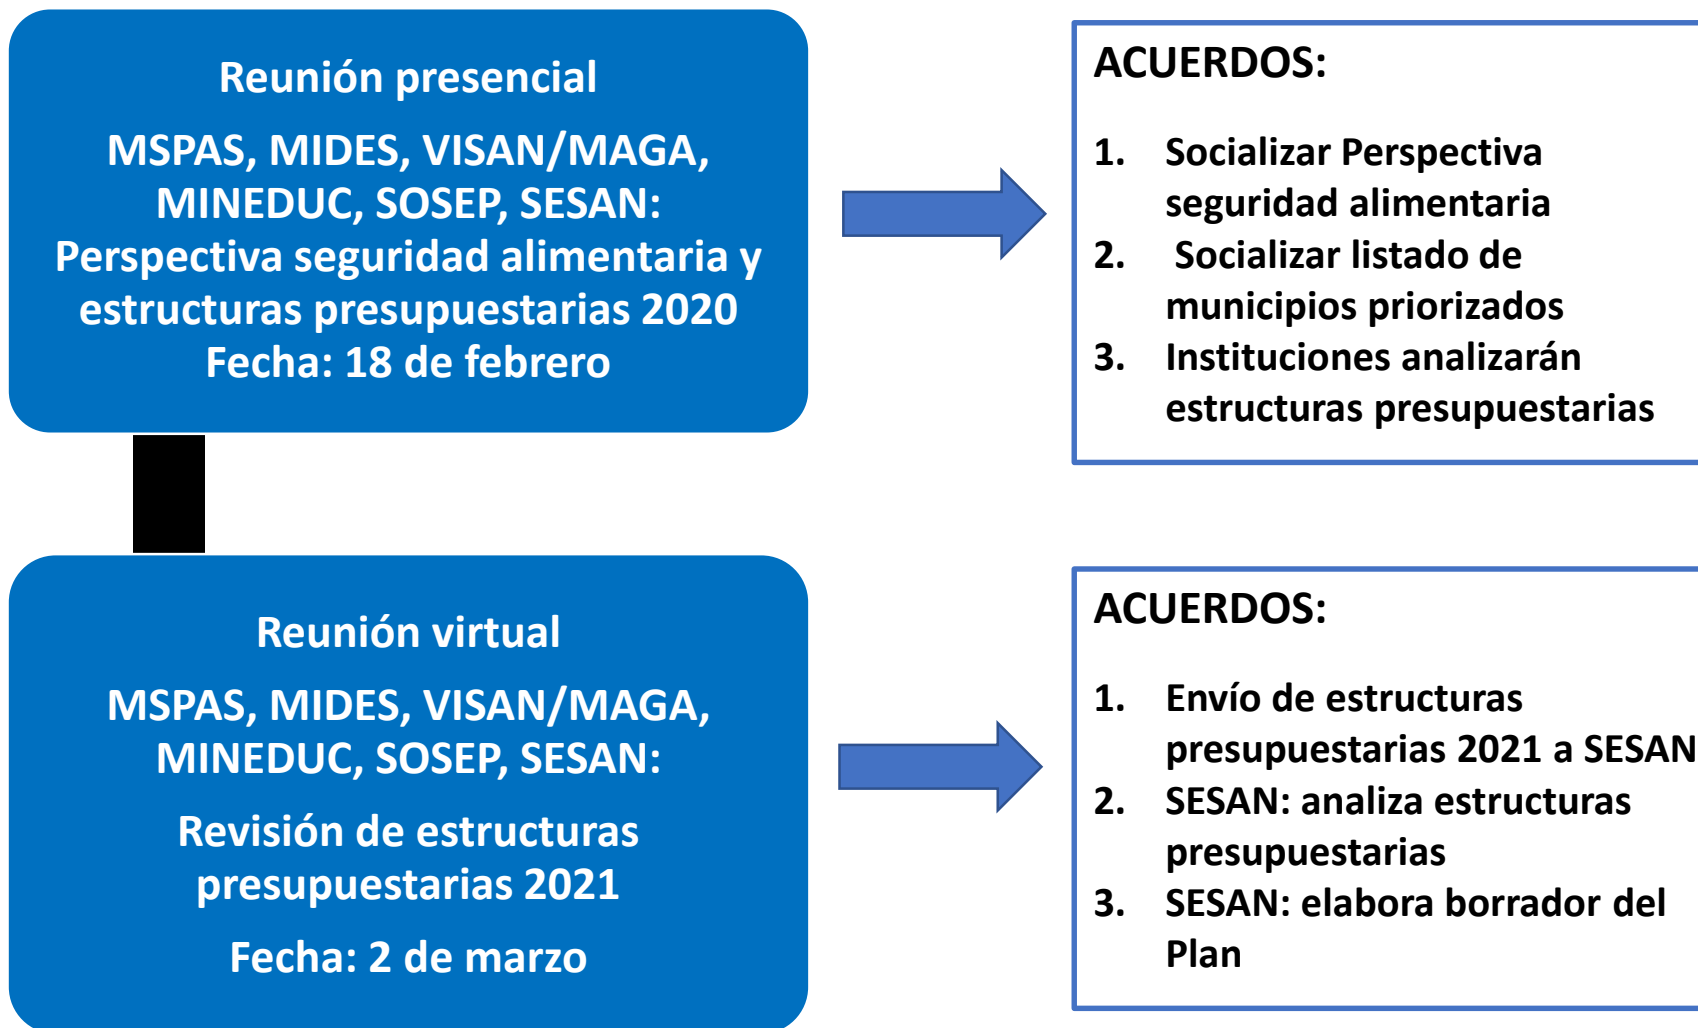 Reunión presencial
MSPAS, MIDES, VISAN/MAGA,
MINEDUC, SOSEP, SESAN:
Perspectiva seguridad alimentaria y
estructuras presupuestarias 2020
Fecha: 18 de febrero
ACUERDOS:
1. Socializar Perspectiva
seguridad alimentaria
2. Socializar listado de
municipios priorizados
3. Instituciones analizarán
estructuras presupuestarias
Reunión virtual
MSPAS, MIDES, VISAN/MAGA,
MINEDUC, SOSEP, SESAN:
Revisión de estructuras
presupuestarias 2021
Fecha: 2 de marzo
ACUERDOS:
1. Envío de estructuras
presupuestarias 2021 a SESAN
2. SESAN: analiza estructuras
presupuestarias
3. SESAN: elabora borrador del
Plan